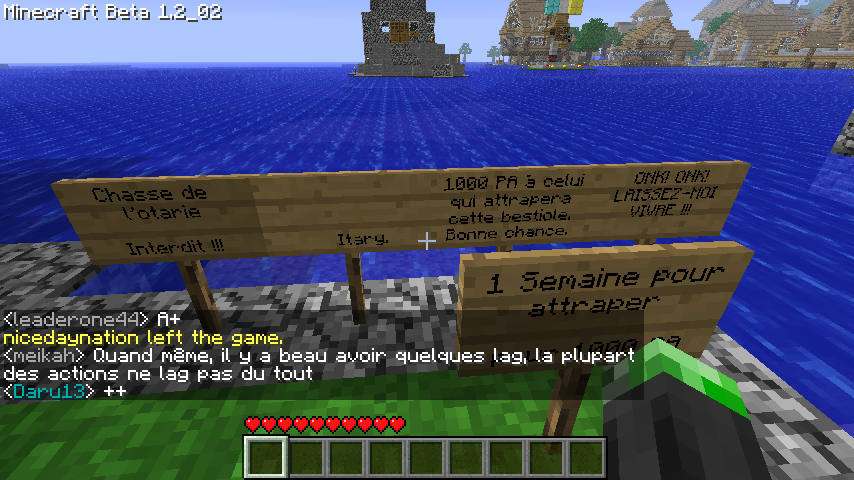 Minecraft Beta 1.2_02
Chasse de
l'otarie
Interdit !!!
Itary.
1000 PA à celui
qui attrapera
cette bestiole.
Bonne chance.
ONK! ONK!
LAISSEZ-MOI
VIVRE !!!
1 Semaine pour
attraper
1000 PA
<leaderone44> A+
nicedaynation left the game.
<meikah> Quand même, il y a beau avoir quelques lag, la plupart
des actions ne lag pas du tout
<Daru13> ++